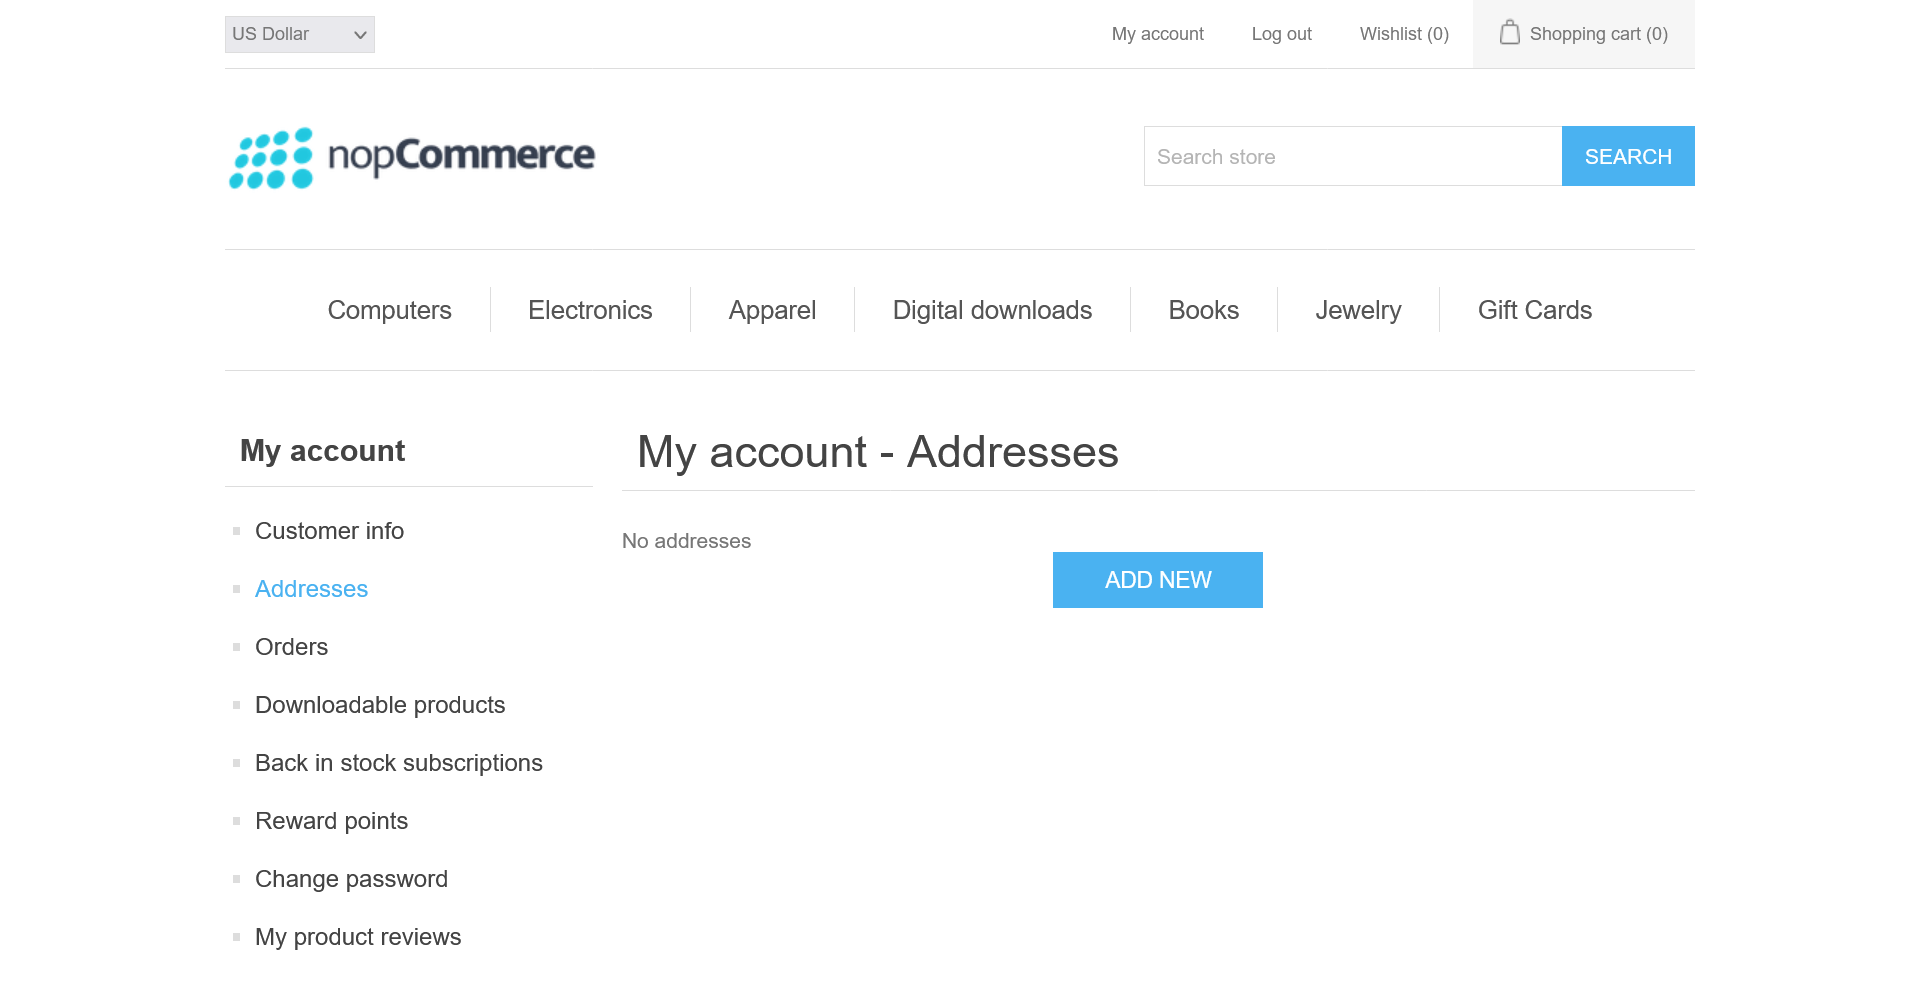 US Dollar
My account
Log out
Wishlist (0)
Shopping cart (0)
nopCommerce
Search store
SEARCH
Computers
Electronics
Apparel
Digital downloads
Books
Jewelry
Gift Cards
My account
Customer info
Addresses
Orders
Downloadable products
Back in stock subscriptions
Reward points
Change password
My product reviews
My account - Addresses
No addresses
ADD NEW